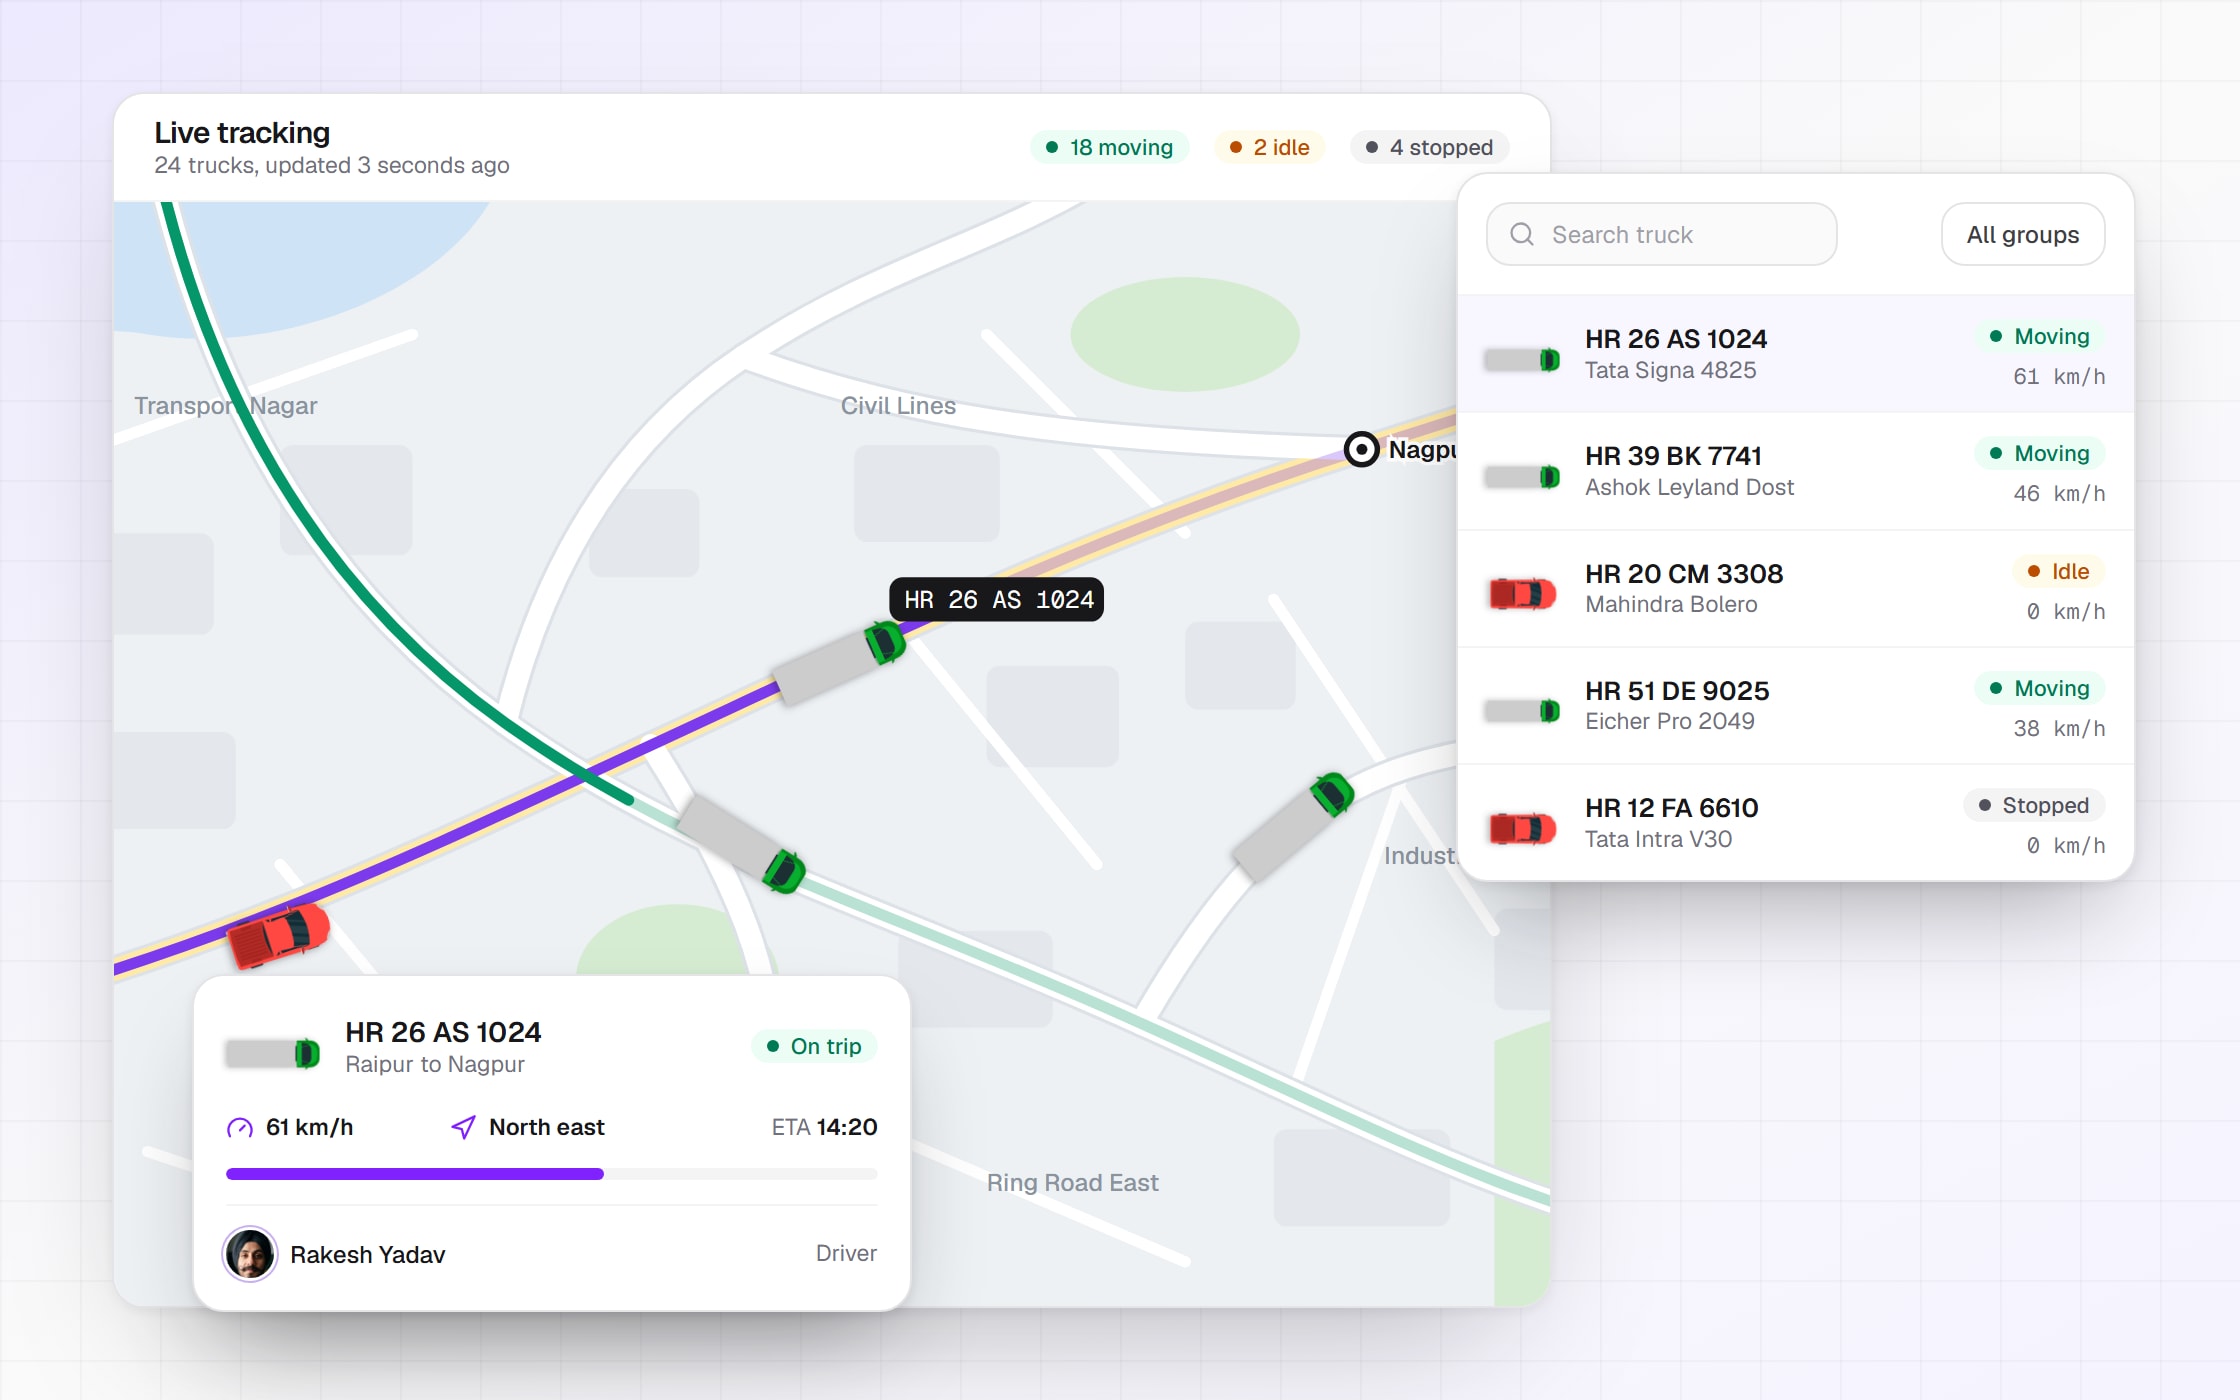 Live tracking
24 trucks, updated 3 seconds ago
18 moving
2 idle
4 stopped
Search truck
All groups
HR 26 AS 1024
Tata Signa 4825
Moving
61 km/h
HR 39 BK 7741
Ashok Leyland Dost
Moving
46 km/h
HR 20 CM 3308
Mahindra Bolero
Idle
0 km/h
HR 51 DE 9025
Eicher Pro 2049
Moving
38 km/h
HR 12 FA 6610
Tata Intra V30
Stopped
0 km/h
Transport Nagar
Civil Lines
HR 26 AS 1024
Ring Road East
HR 26 AS 1024
Raipur to Nagpur
On trip
61 km/h
North east
ETA 14:20
Rakesh Yadav
Driver